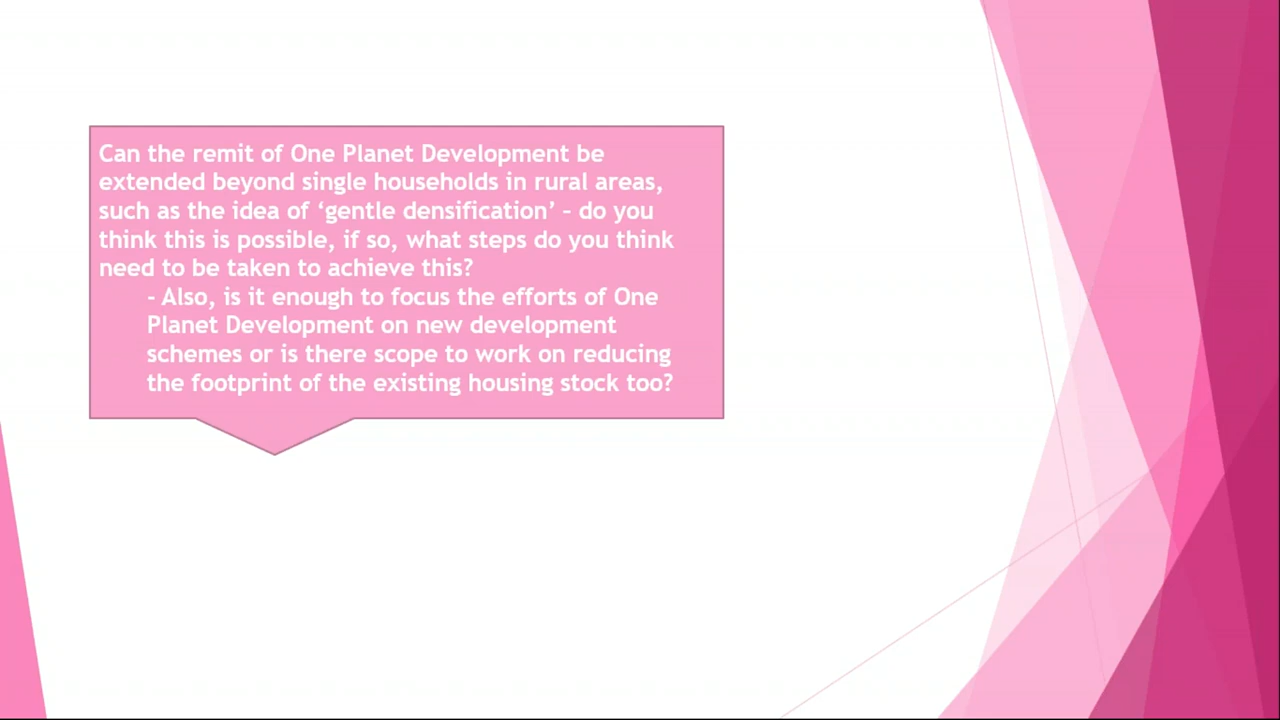 Can the remit of One Planet Development be
extended beyond single households in rural areas,
such as the idea of ‘gentle densification’ – do you
think this is possible, if so, what steps do you think
need to be taken to achieve this?
- Also, is it enough to focus the efforts of One
Planet Development on new development
schemes or is there scope to work on reducing
the footprint of the existing housing stock too?